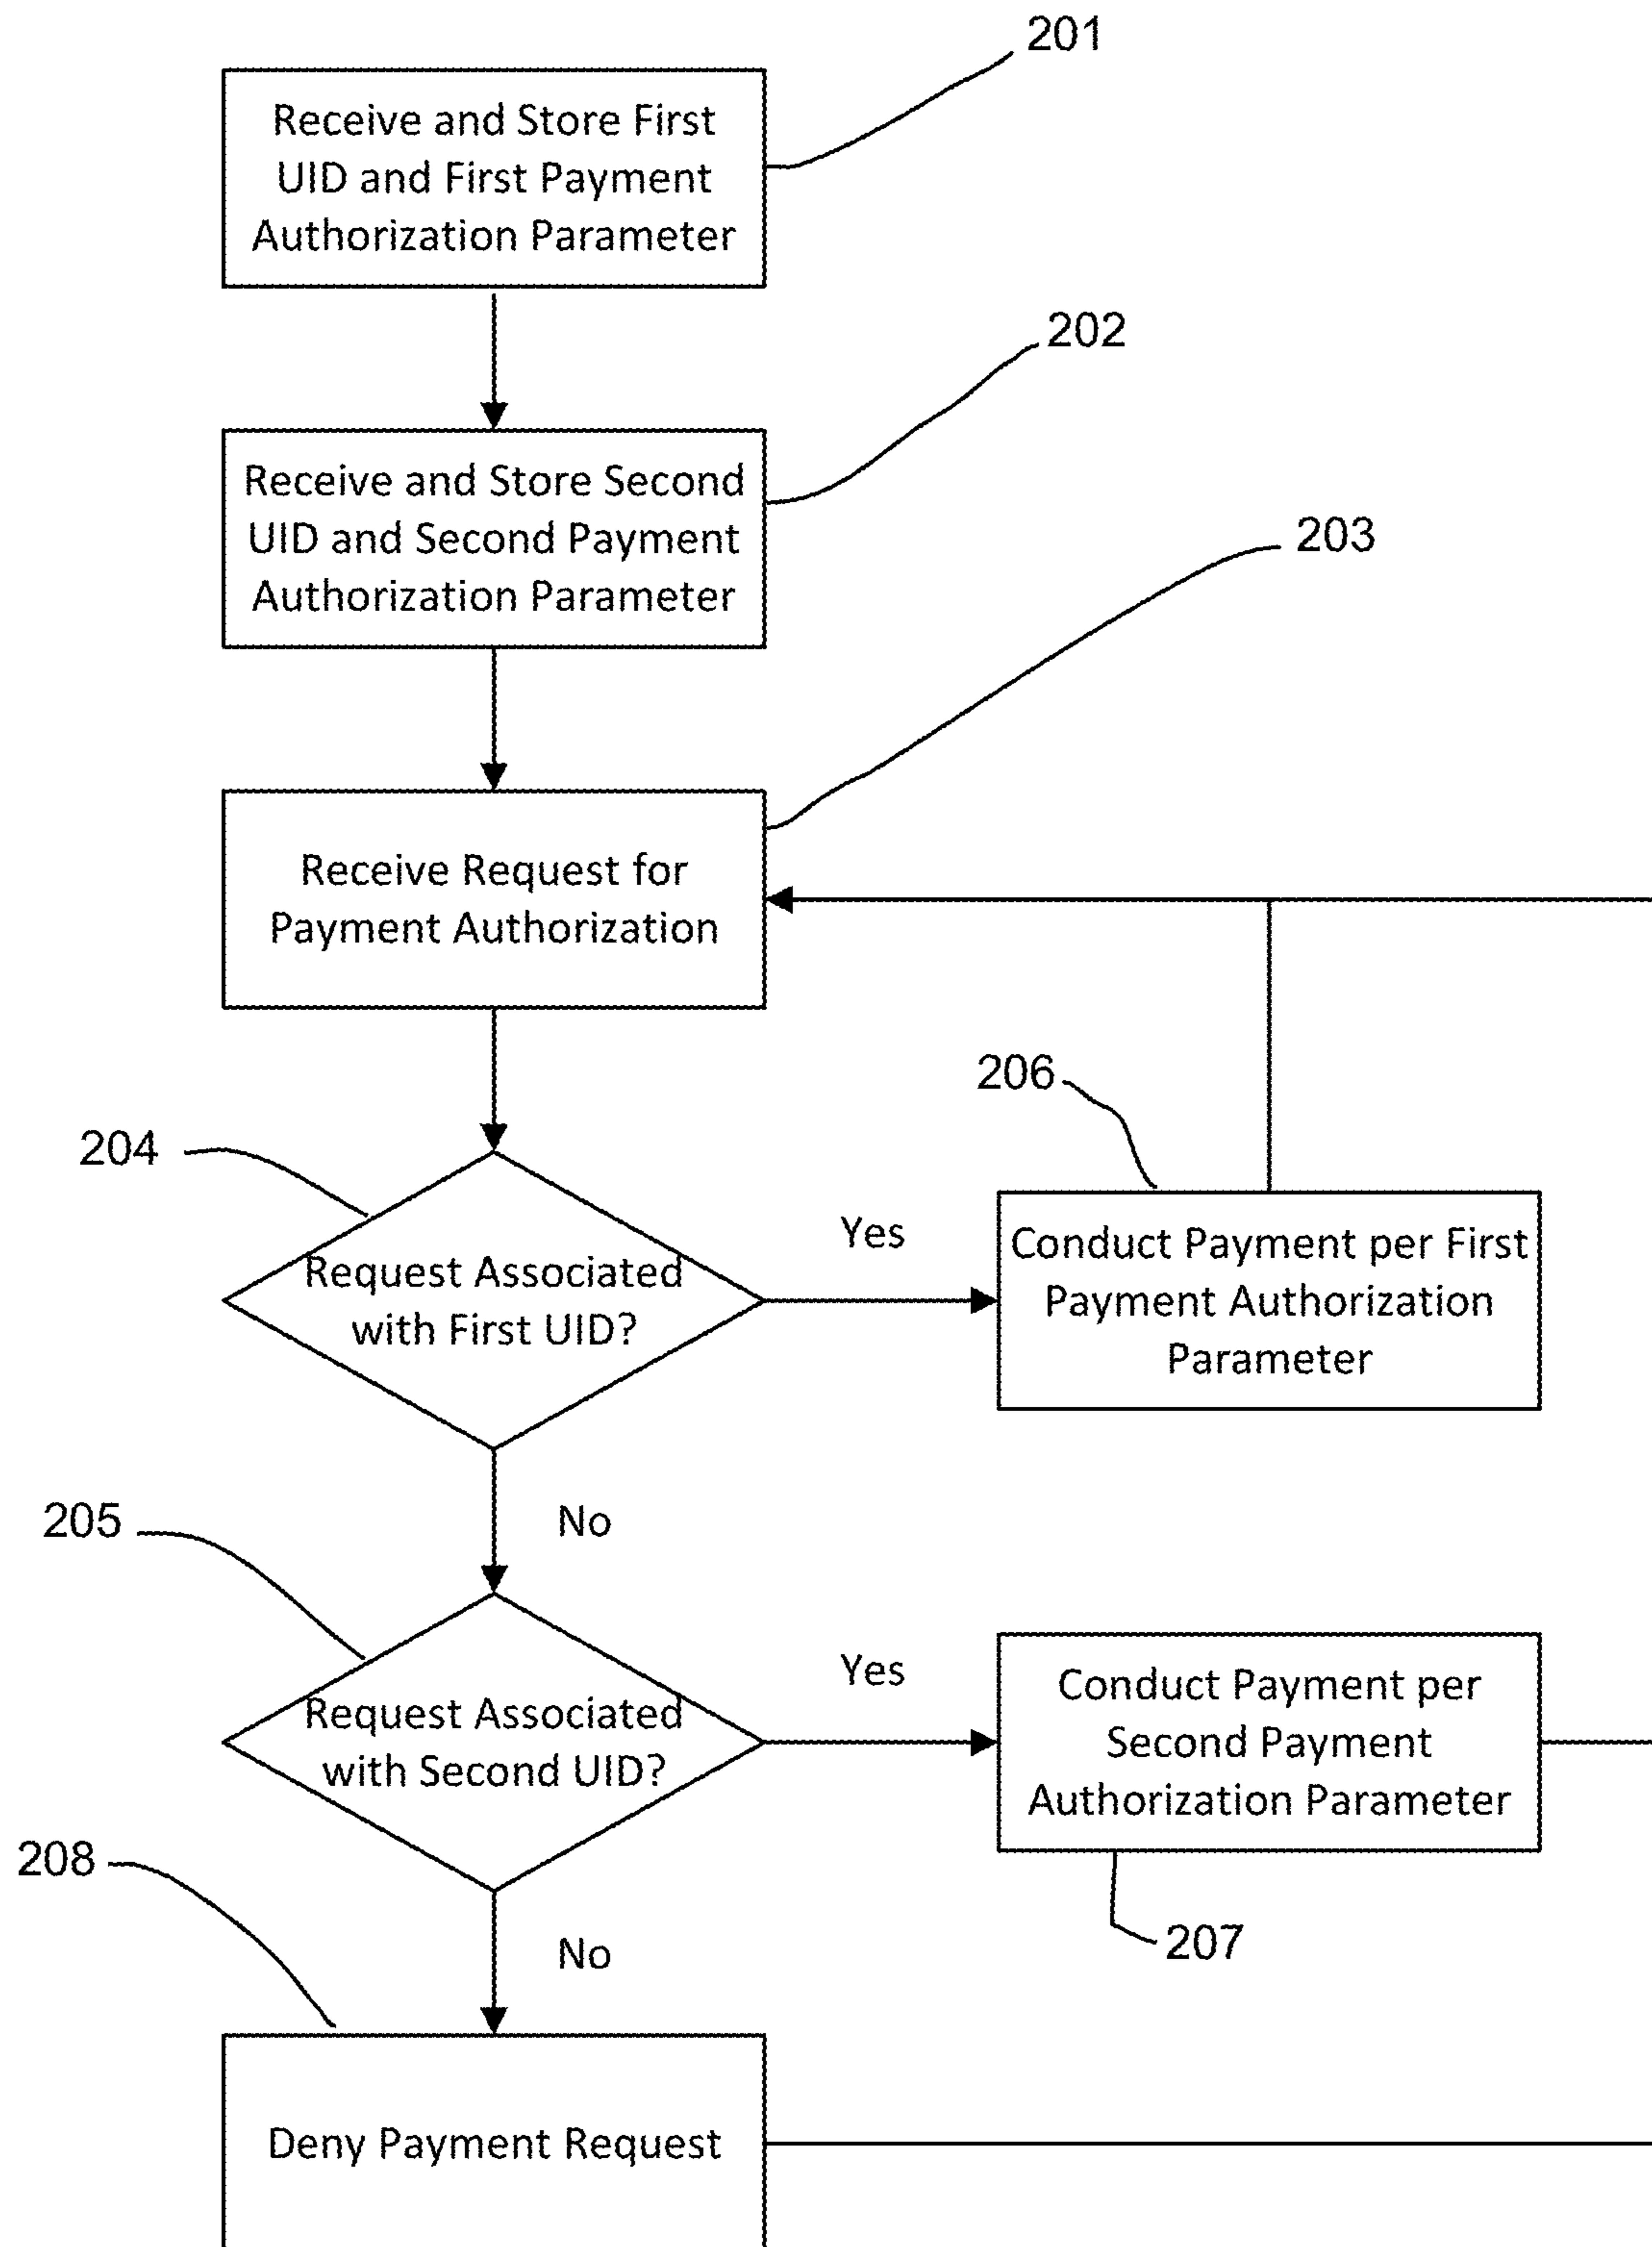 201
Receive and Store First
UID and First Payment
Authorization Parameter
202
Receive and Store Second
UID and Second Payment
Authorization Parameter
203
Receive Request for
Payment Authorization
204
Request Associated
with First UID?
Yes
206
Conduct Payment per First
Payment Authorization
Parameter
No
205
Request Associated
with Second UID?
Yes
Conduct Payment per
Second Payment
Authorization Parameter
207
No
208
Deny Payment Request